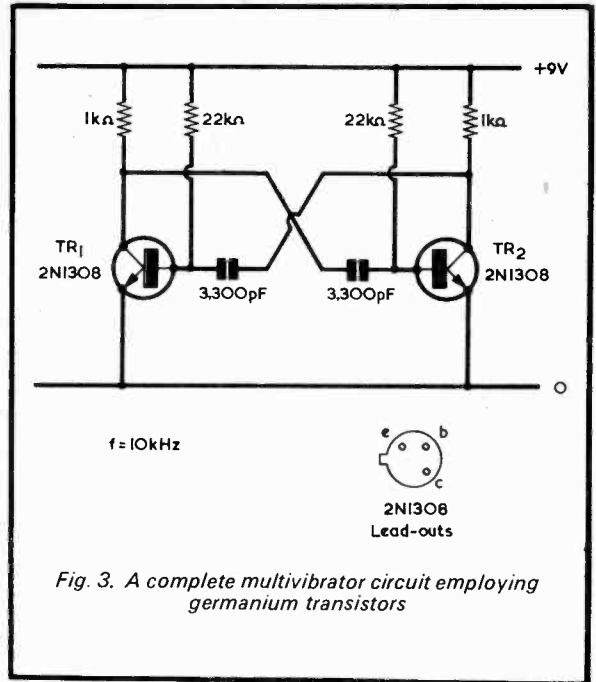 +9V
1kΩ
22kΩ
22kΩ
1kΩ
TR1
2N1308
TR2
2N1308
3,300pF
3,300pF
O
f = 10kHz
e
b
c
2N1308
Lead-outs
Fig. 3. A complete multivibrator circuit employing
germanium transistors